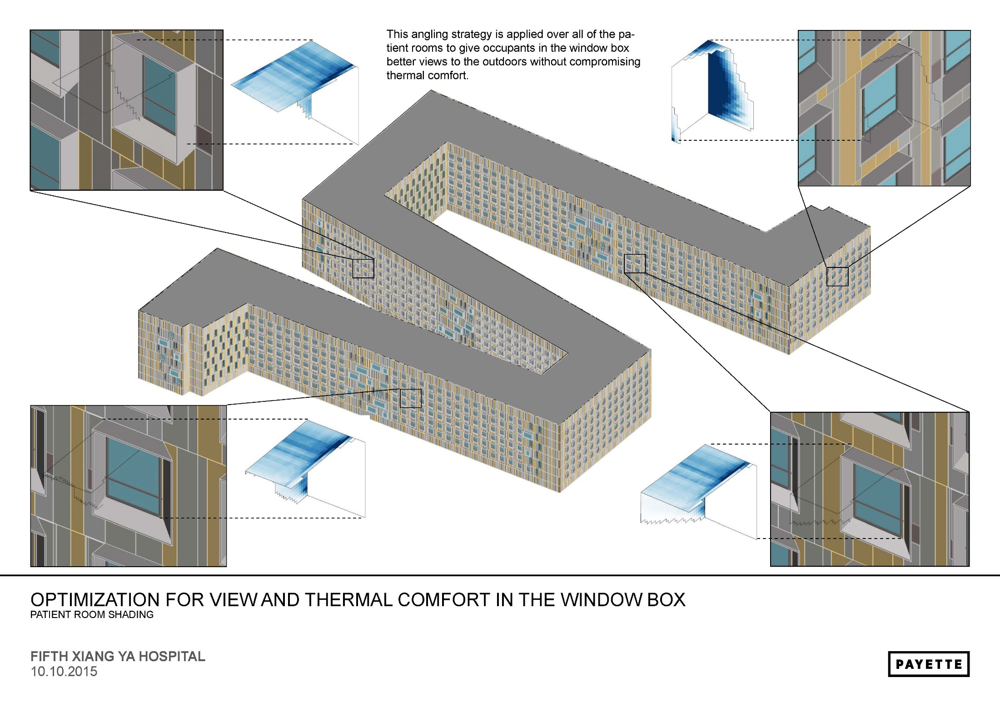 This angling strategy is applied over all of the pa-
tient rooms to give occupants in the window box
better views to the outdoors without compromising
thermal comfort.
OPTIMIZATION FOR VIEW AND THERMAL COMFORT IN THE WINDOW BOX
PATIENT ROOM SHADING
FIFTH XIANG YA HOSPITAL
10.10.2015
PAYETTE